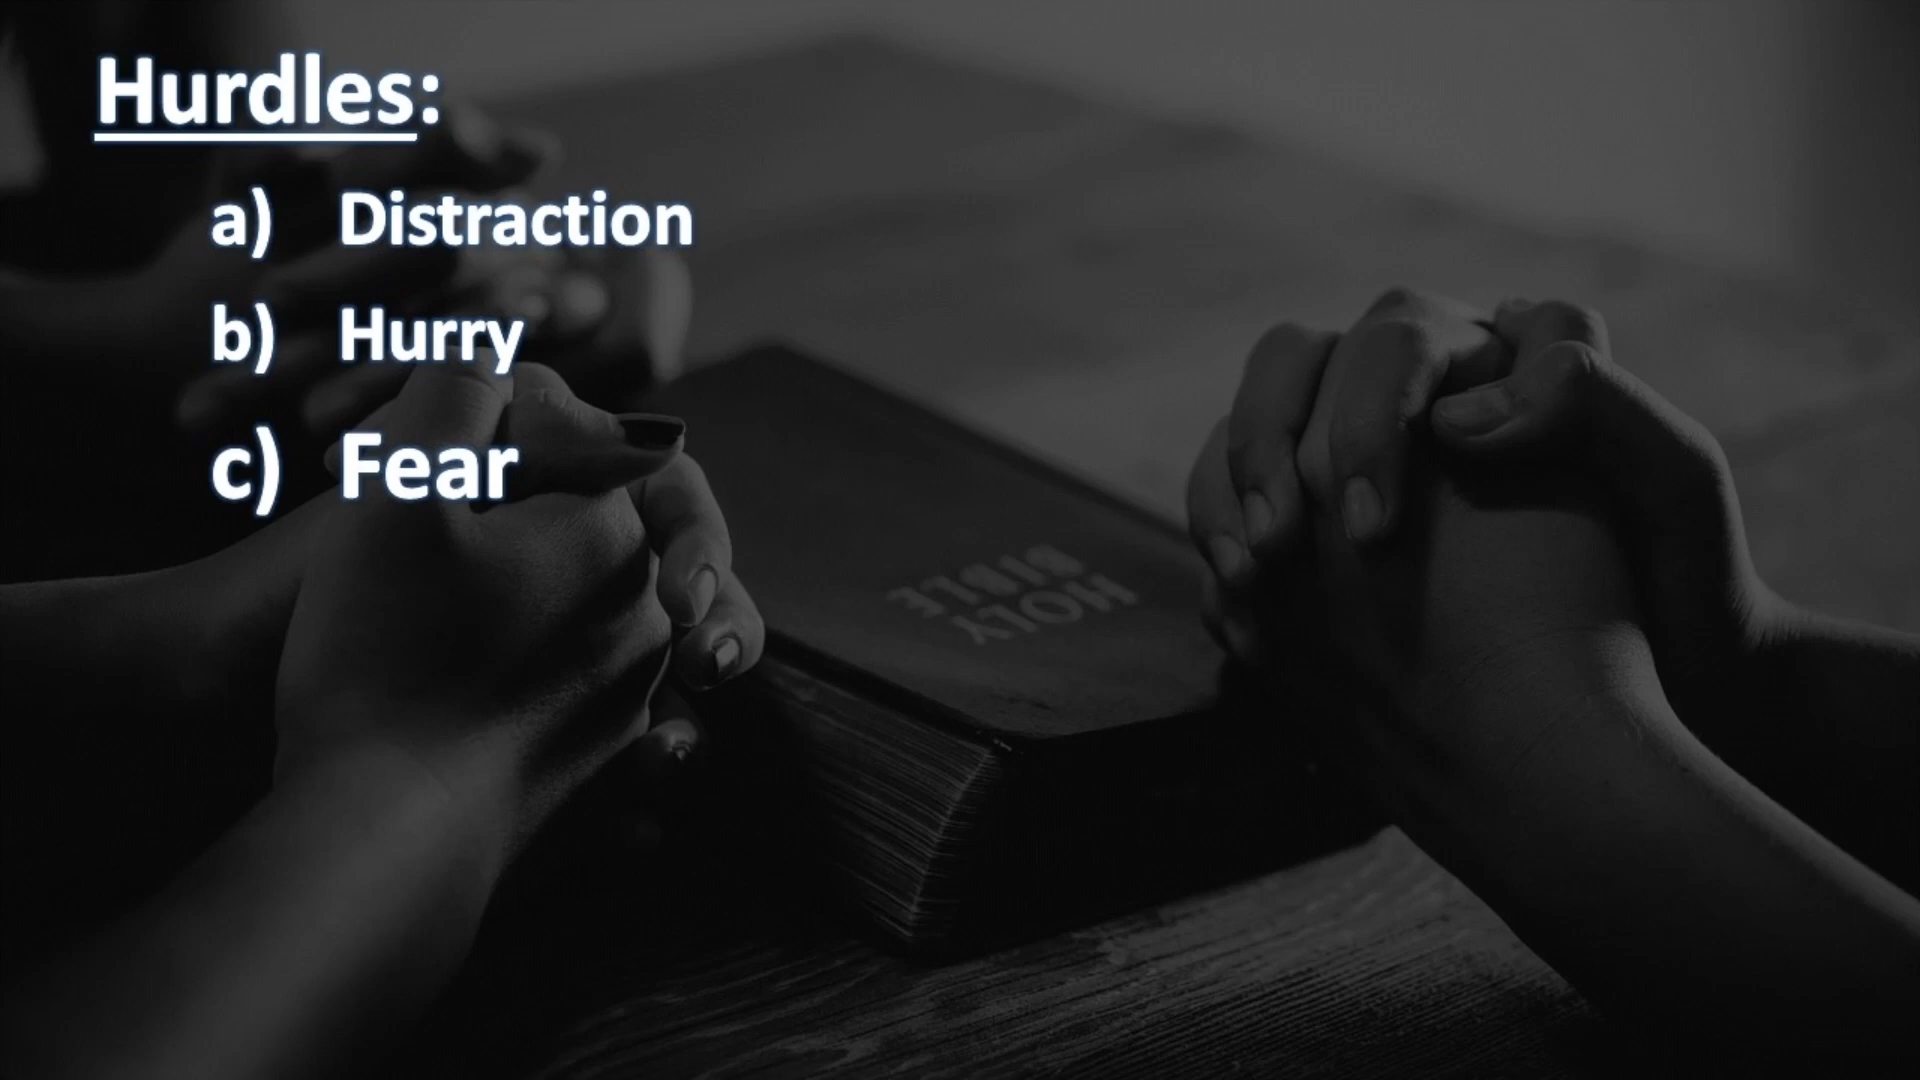 Hurdles:
a) Distraction
b) Hurry
c) Fear
HOLY
BIBLE